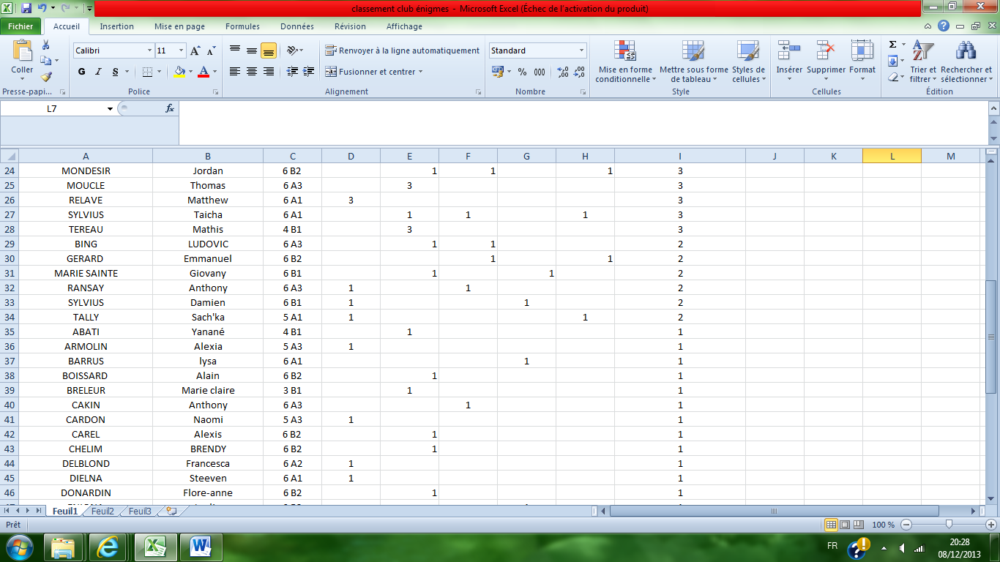 classement club énigmes - Microsoft Excel (Échec de l'activation du produit)
Fichier Accueil Insertion Mise en page Formules Données Révision Affichage
Coller
Calibri 11
Renvoyer à la ligne automatiquement
Standard
Mise en forme conditionnelle
Mettre sous forme de tableau
Styles de cellules
Insérer Supprimer Format
Trier et filtrer
Rechercher et sélectionner
G I S
Fusionner et centrer
% 000
Presse-papi... Police Alignement Nombre Style Cellules Édition
L7 fx
A B C D E F G H I J K L M
24 MONDESIR Jordan 6 B2 1 1 1 3
25 MOUCLE Thomas 6 A3 3 3
26 RELAVE Matthew 6 A1 3 3
27 SYLVIUS Taicha 6 A1 1 1 1 3
28 TEREAU Mathis 4 B1 3 3
29 BING LUDOVIC 6 A3 1 1 2
30 GERARD Emmanuel 6 B2 1 1 2
31 MARIE SAINTE Giovany 6 B1 1 1 2
32 RANSAY Anthony 6 A3 1 1 2
33 SYLVIUS Damien 6 B1 1 1 2
34 TALLY Sach'ka 5 A1 1 1 2
35 ABATI Yanané 4 B1 1 1
36 ARMOLIN Alexia 5 A3 1 1
37 BARRUS lysa 6 A1 1 1
38 BOISSARD Alain 6 B2 1 1
39 BRELEUR Marie claire 3 B1 1 1
40 CAKIN Anthony 6 A3 1 1
41 CARDON Naomi 5 A3 1 1
42 CAREL Alexis 6 B2 1 1
43 CHELIM BRENDY 6 B2 1 1
44 DELBLOND Francesca 6 A2 1 1
45 DIELNA Steeven 6 A1 1 1
46 DONARDIN Flore-anne 6 B2 1 1
Feuil1 Feuil2 Feuil3
Prêt 100 %
FR 20:28
08/12/2013